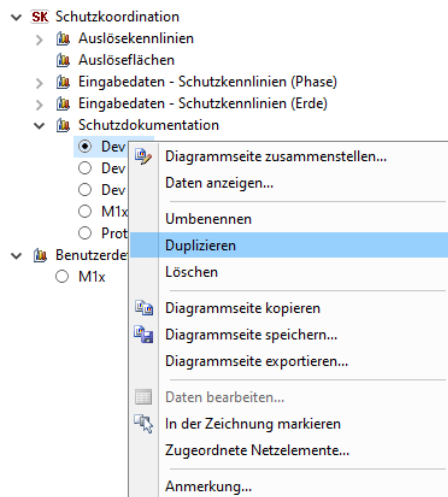 SK Schutzkoordination
Auslösekennlinien
Auslöseflächen
Eingabedaten - Schutzkennlinien (Phase)
Eingabedaten - Schutzkennlinien (Erde)
Schutzdokumentation
Dev
Dev
Dev
M1x
Prot
Benutzerde
M1x
Diagrammseite zusammenstellen...
Daten anzeigen...
Umbenennen
Duplizieren
Löschen
Diagrammseite kopieren
Diagrammseite speichern...
Diagrammseite exportieren...
Daten bearbeiten...
In der Zeichnung markieren
Zugeordnete Netzelemente...
Anmerkung...